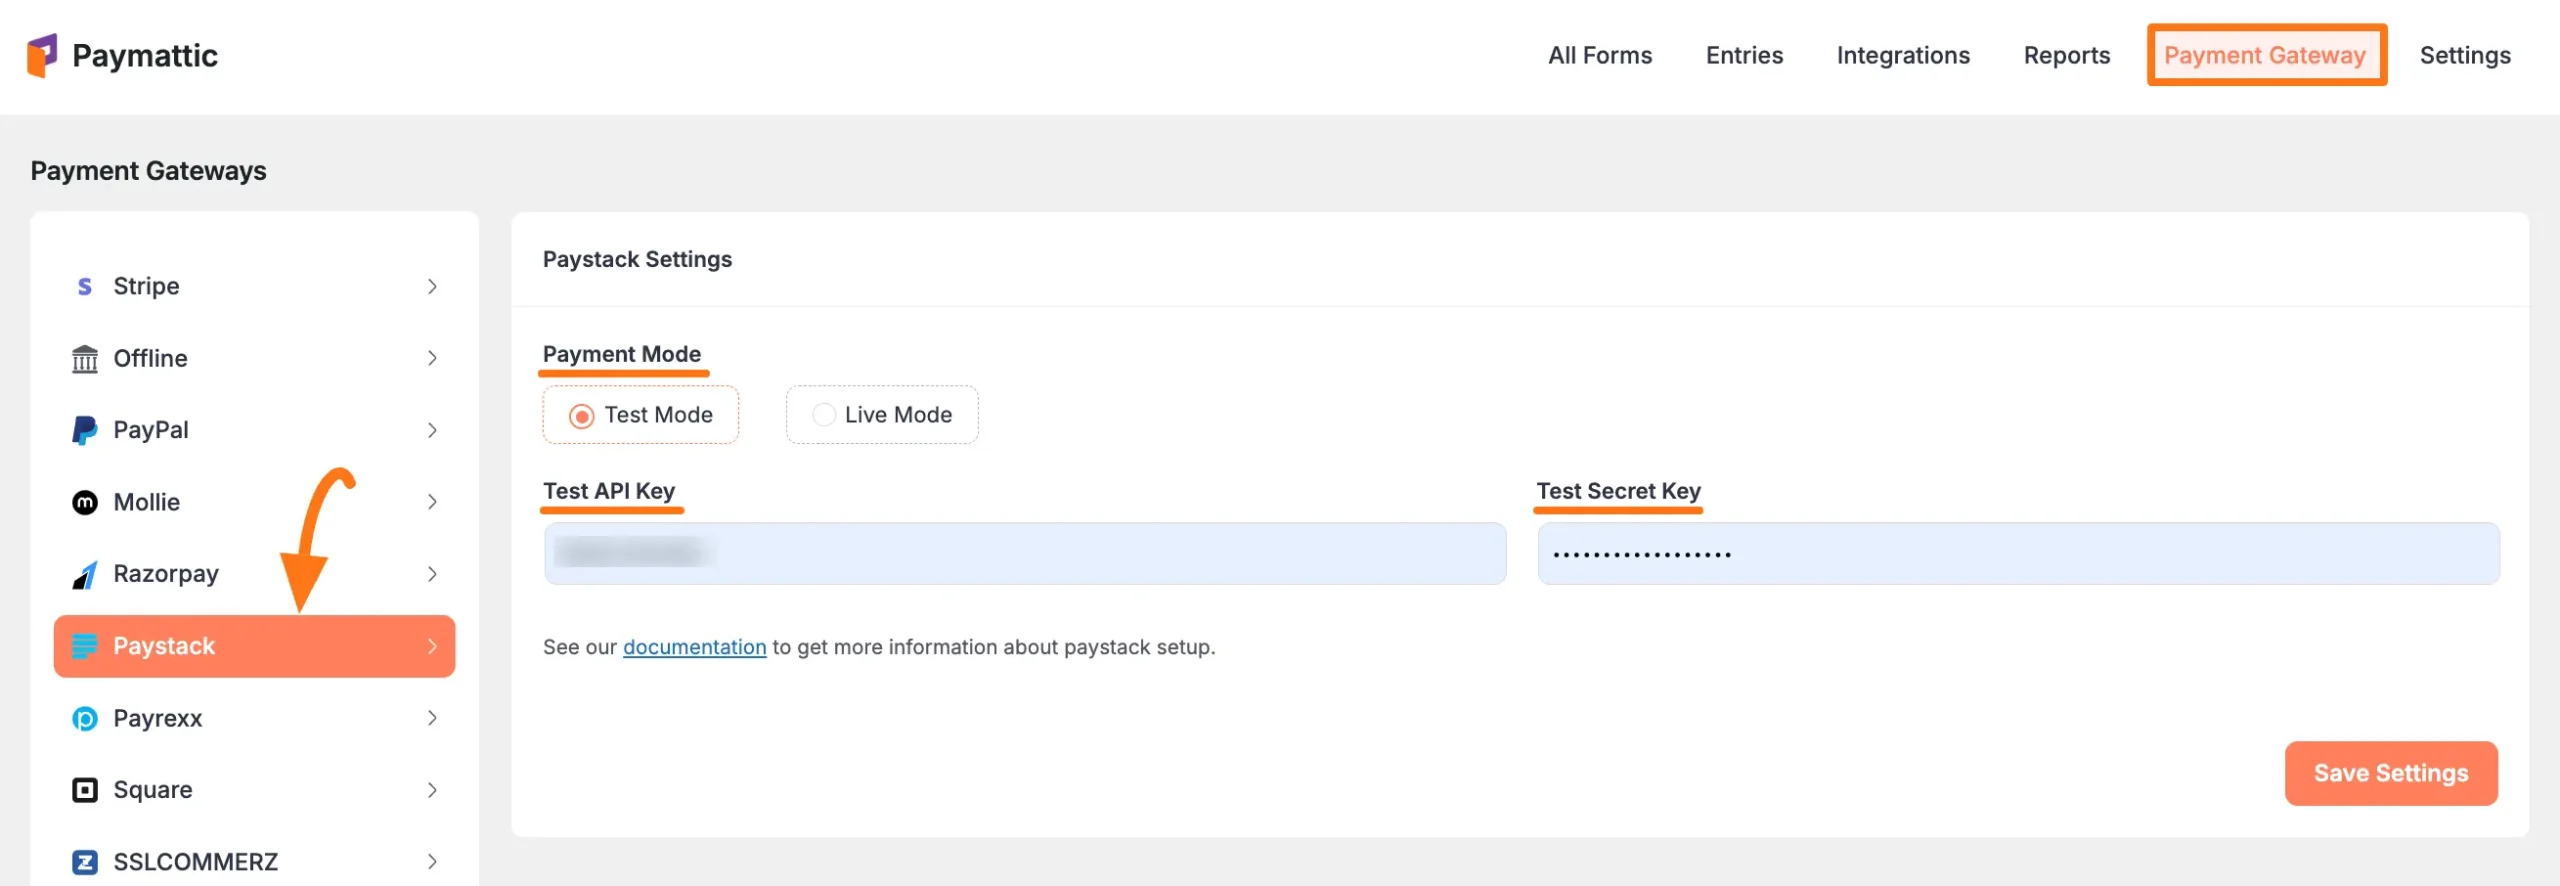 Paymattic
All Forms
Entries
Integrations
Reports
Payment Gateway
Settings
Payment Gateways
Stripe
Offline
PayPal
Mollie
Razorpay
Paystack
Payrexx
Square
SSLCOMMERZ
Paystack Settings
Payment Mode
Test Mode
Live Mode
Test API Key
Test Secret Key
••••••••••••••••••
See our documentation to get more information about paystack setup.
Save Settings